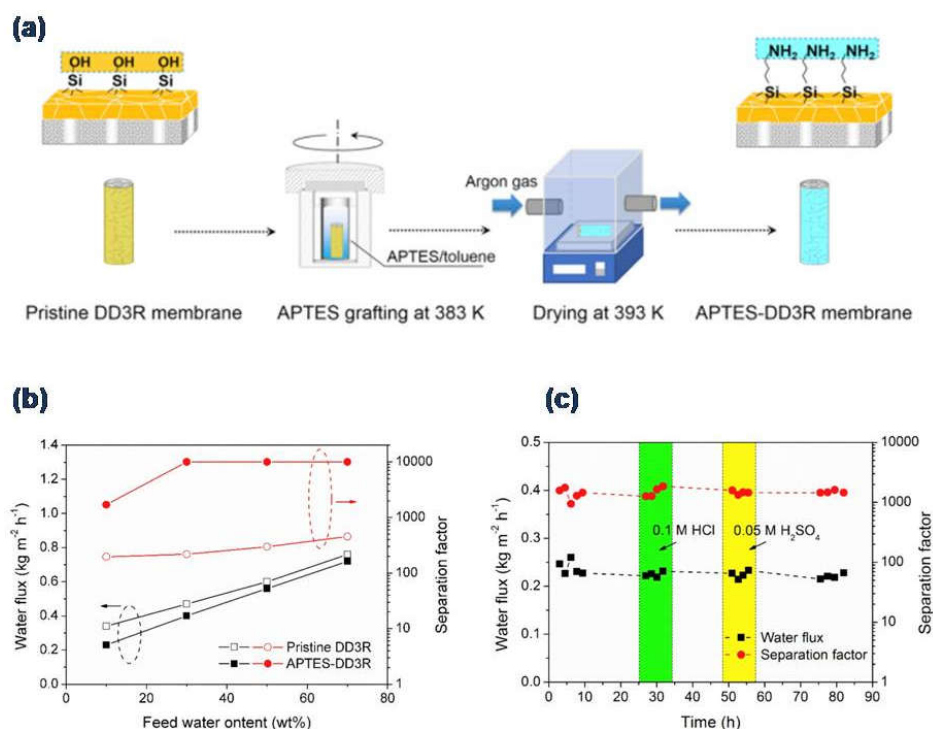 (a)
OH OH OH
Si Si Si
NH2 NH2 NH2
Si Si Si
Argon gas
APTES/toluene
Pristine DD3R membrane
APTES grafting at 383 K
Drying at 393 K
APTES-DD3R membrane
(b)
Water flux (kg m-2 h-1)
1.4
1.2
1.0
0.8
0.6
0.4
0.2
0.0
10000
1000
100
10
1
Separation factor
Pristine DD3R
APTES-DD3R
0 10 20 30 40 50 60 70 80
Feed water ontent (wt%)
(c)
Water flux (kg m-2 h-1)
0.5
0.4
0.3
0.2
0.1
0.0
10000
1000
100
10
1
Separation factor
0.1 M HCl
0.05 M H2SO4
Water flux
Separation factor
0 10 20 30 40 50 60 70 80 90
Time (h)